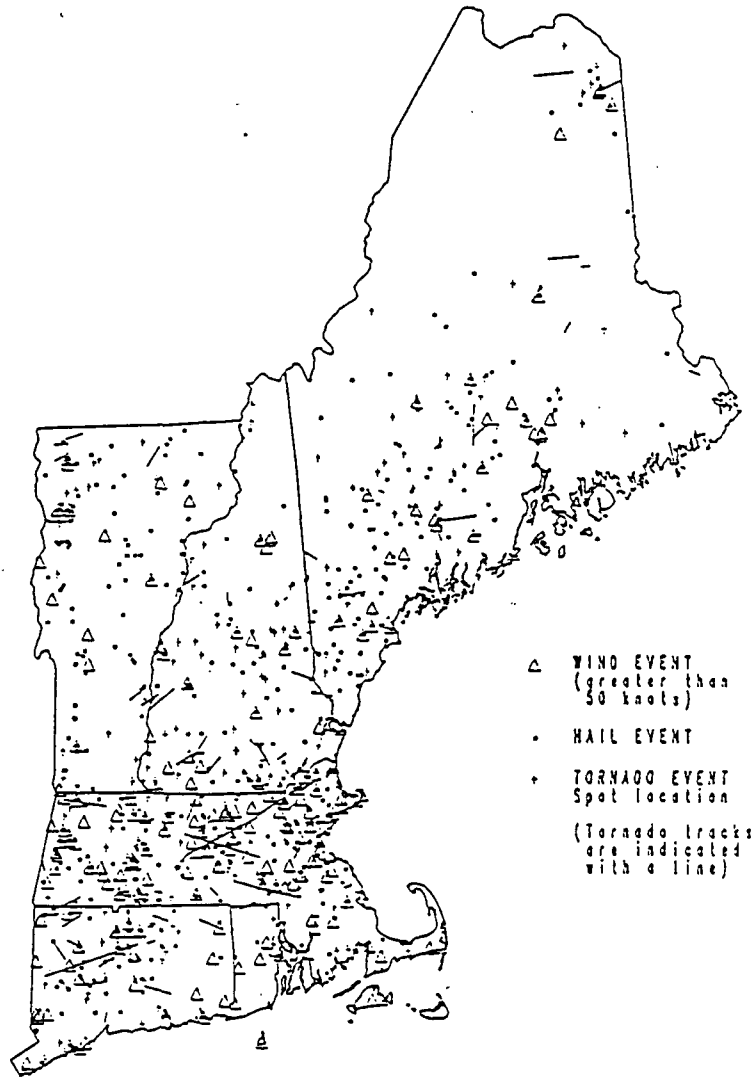 WIND EVENT
(greater than
50 knots)
HAIL EVENT
TORNADO EVENT
Spot location
(Tornado tracks
are indicated
with a line)